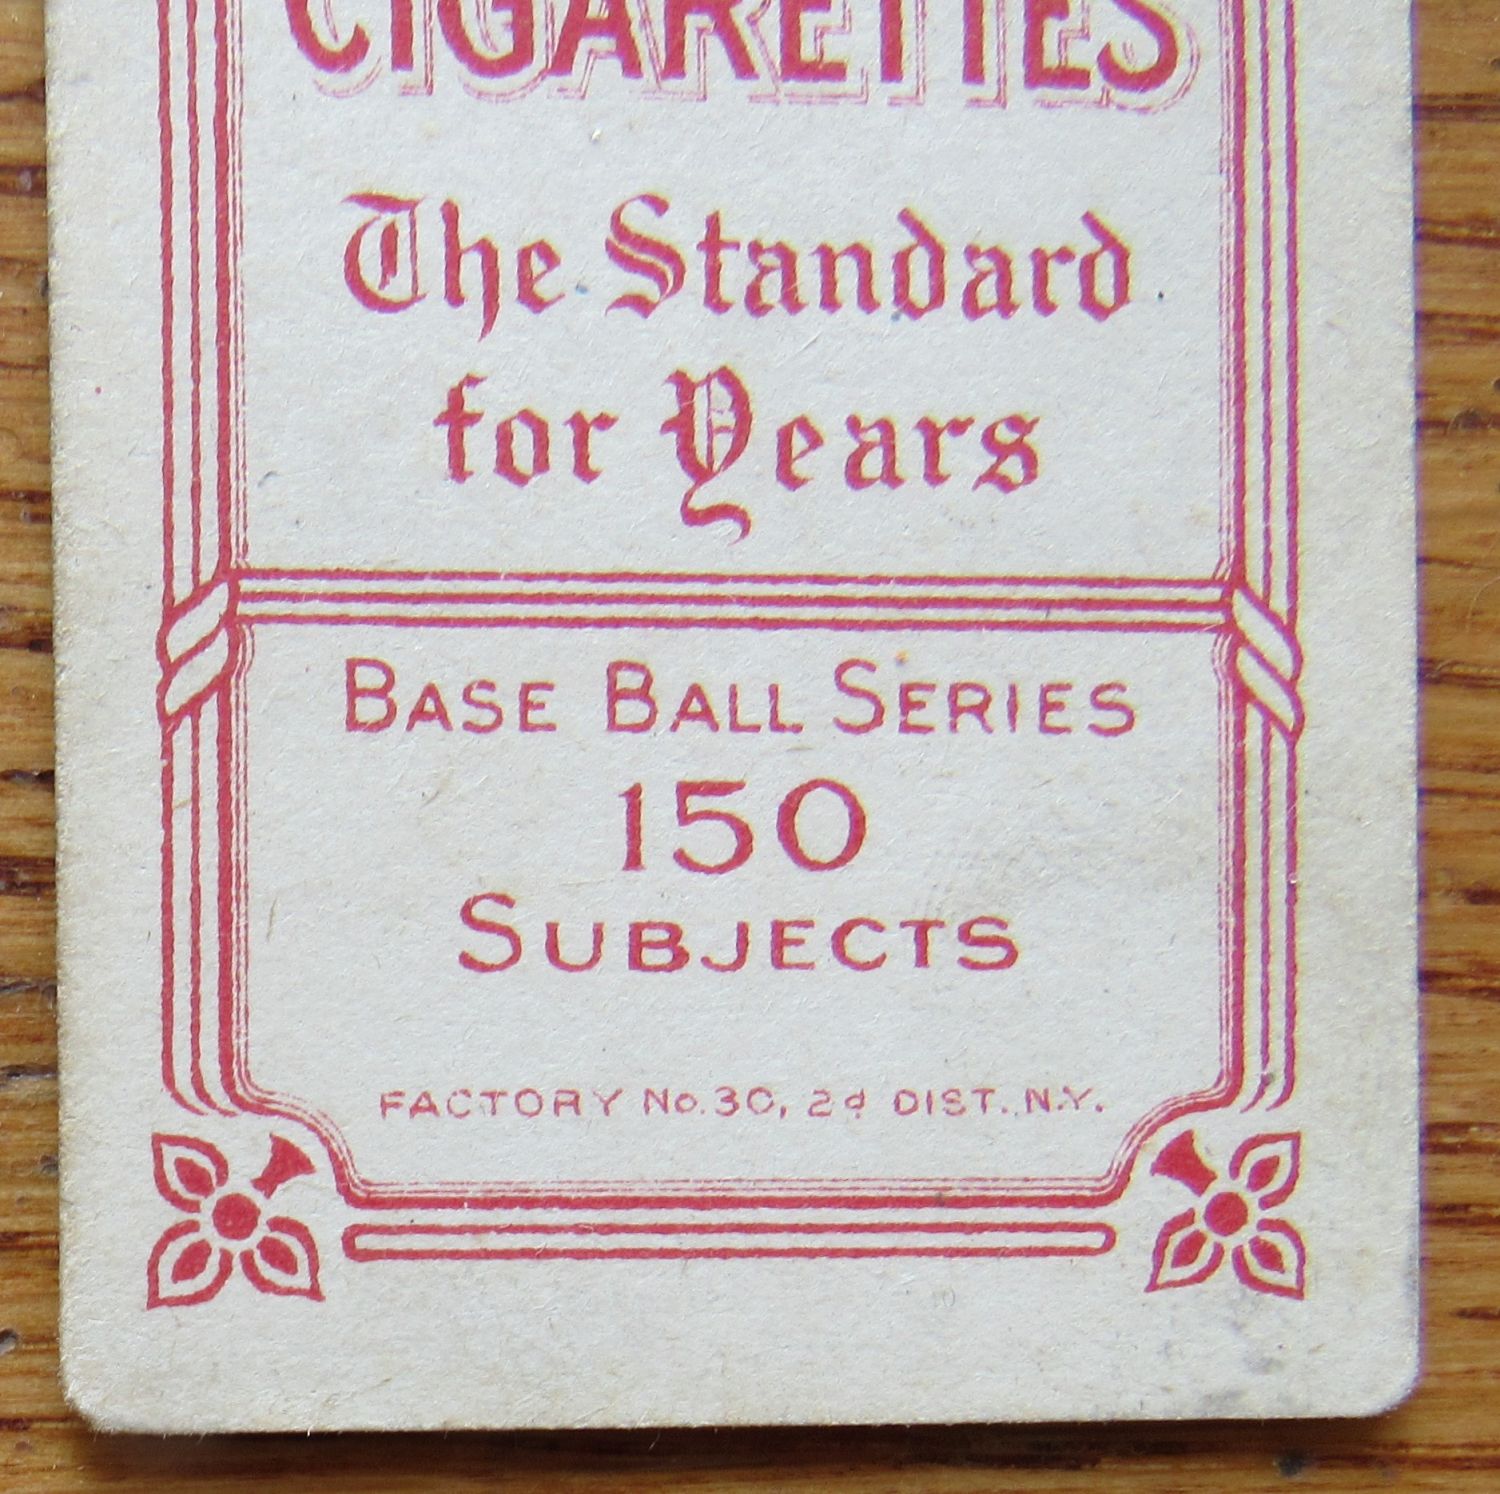 CIGARETTES
The Standard
for Years
BASE BALL SERIES
150
SUBJECTS
FACTORY No. 30, 2d DIST. N.Y.